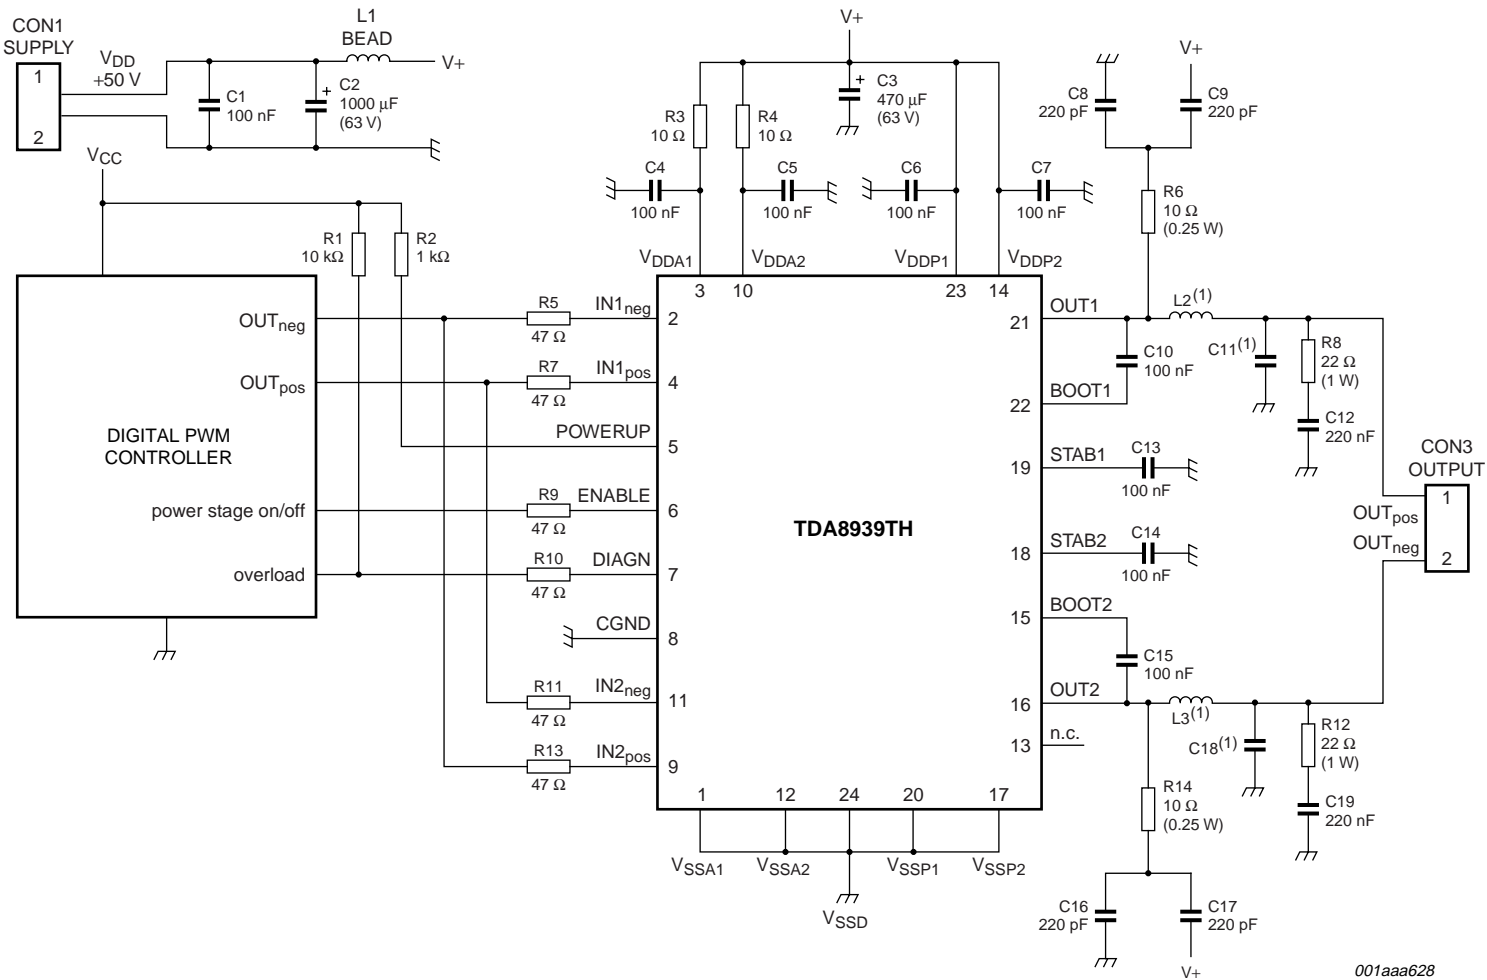 CON1
SUPPLY
1
2
VDD
+50 V
C1
100 nF
+
C2
1000 μF
(63 V)
L1
BEAD
V+
V+
+
C3
470 μF
(63 V)
R3
10 Ω
R4
10 Ω
C4
100 nF
C5
100 nF
C6
100 nF
C7
100 nF
C8
220 pF
V+
C9
220 pF
R6
10 Ω
(0.25 W)
VCC
R1
10 kΩ
R2
1 kΩ
VDDA1
VDDA2
VDDP1
VDDP2
3
10
23
14
DIGITAL PWM
CONTROLLER
OUTneg
OUTpos
power stage on/off
overload
R5
47 Ω
IN1neg
2
R7
47 Ω
IN1pos
4
POWERUP
5
R9
47 Ω
ENABLE
6
R10
47 Ω
DIAGN
7
CGND
8
R11
47 Ω
IN2neg
11
R13
47 Ω
IN2pos
9
TDA8939TH
21
OUT1
22
BOOT1
19
STAB1
18
STAB2
15
BOOT2
16
OUT2
13
n.c.
L2(1)
C10
100 nF
C11(1)
R8
22 Ω
(1 W)
C12
220 nF
C13
100 nF
C14
100 nF
C15
100 nF
CON3
OUTPUT
1
OUTpos
OUTneg
2
L3(1)
C18(1)
R12
22 Ω
(1 W)
C19
220 nF
R14
10 Ω
(0.25 W)
C16
220 pF
C17
220 pF
V+
1
12
24
20
17
VSSA1
VSSA2
VSSD
VSSP1
VSSP2
001aaa628